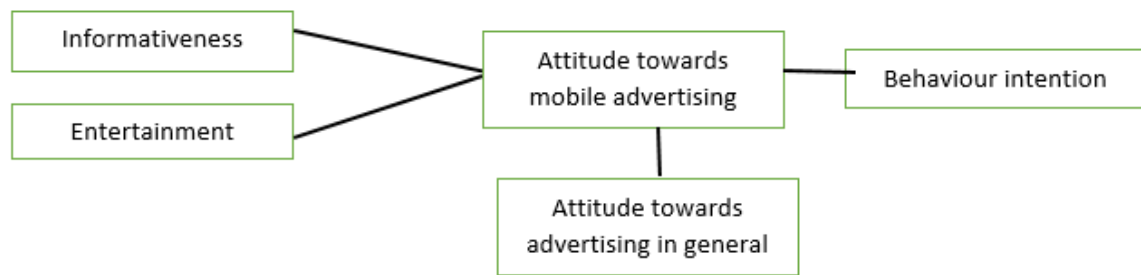 Informativeness
Entertainment
Attitude towards
mobile advertising
Behaviour intention
Attitude towards
advertising in general